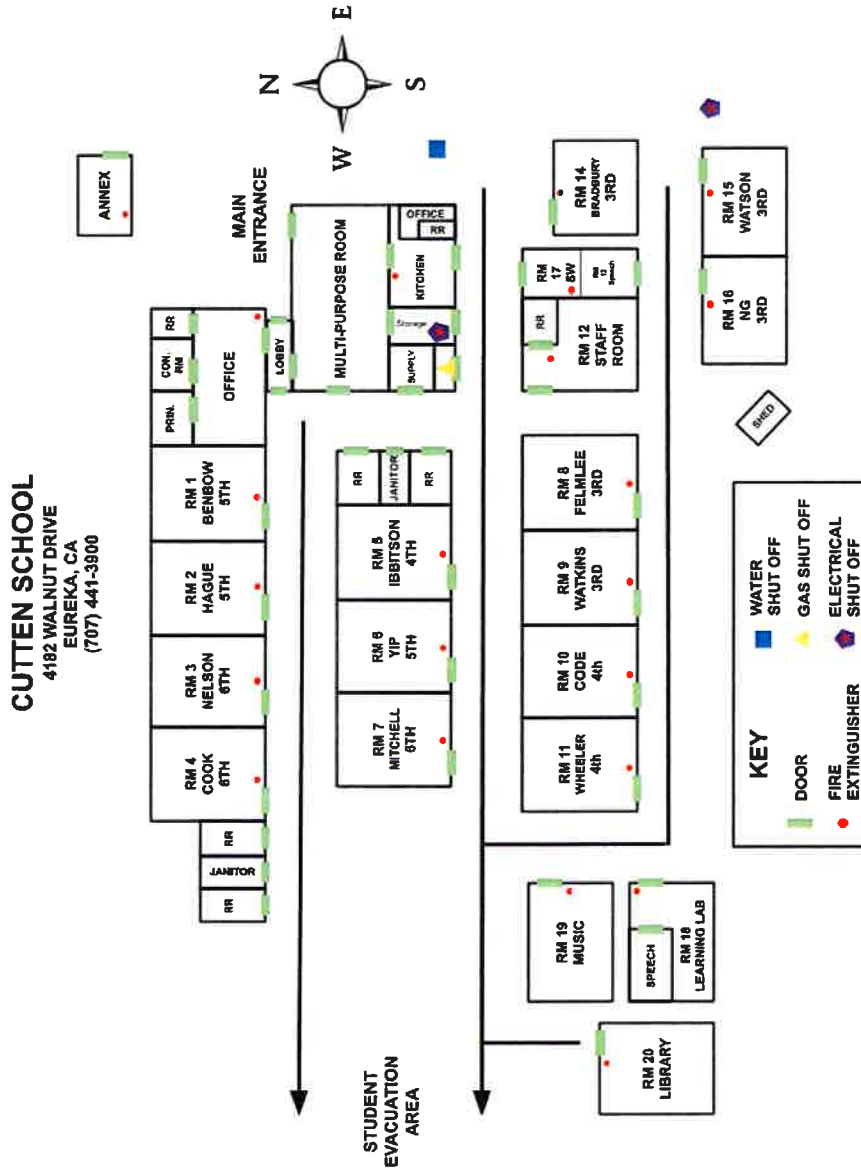 CUTTEN SCHOOL
4182 WALNUT DRIVE
EUREKA, CA
(707) 441-3900
ANNEX
N
E
S
W
MAIN
ENTRANCE
RR
JANITOR
RR
RM 4
COOK
6TH
RM 3
NELSON
6TH
RM 2
HAGUE
5TH
RM 1
BENBOW
5TH
PRIN.
CON.
RM
RR
OFFICE
LOBBY
MULTI-PURPOSE ROOM
SUPPLY
Storage
KITCHEN
OFFICE
RR
RM 7
MITCHELL
6TH
RM 6
YIP
5TH
RM 5
IBBITSON
4TH
RR
JANITOR
RR
STUDENT
EVACUATION
AREA
RM 20
LIBRARY
RM 19
MUSIC
SPEECH
RM 18
LEARNING LAB
RM 11
WHEELER
4th
RM 10
CODE
4th
RM 9
WATKINS
3RD
RM 8
FELMLEE
3RD
RR
RM 12
STAFF
ROOM
RM
17
SW
RM
13
Speech
RM 14
BRADBURY
3RD
SHED
RM 16
NG
3RD
RM 15
WATSON
3RD
KEY
DOOR
FIRE
EXTINGUISHER
WATER
SHUT OFF
GAS SHUT OFF
ELECTRICAL
SHUT OFF